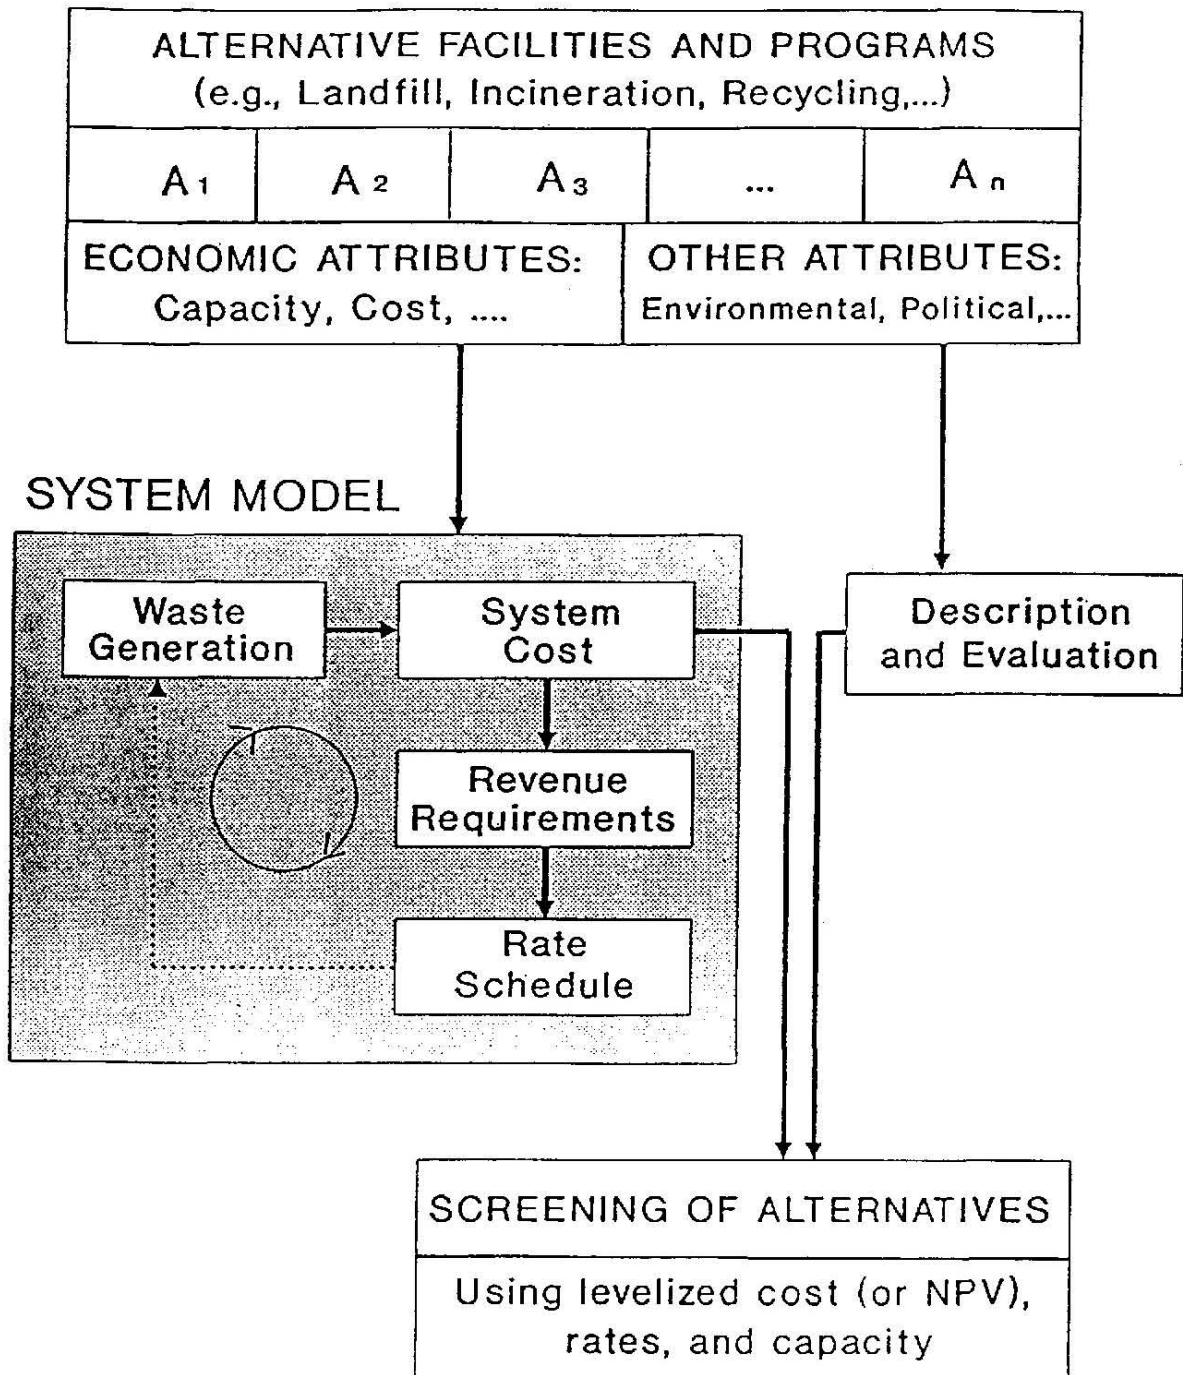 ALTERNATIVE FACILITIES AND PROGRAMS
(e.g., Landfill, Incineration, Recycling,...)
A1 A2 A3 ... An
ECONOMIC ATTRIBUTES:
Capacity, Cost, ....
OTHER ATTRIBUTES:
Environmental, Political,...
SYSTEM MODEL
Waste
Generation
System
Cost
Description
and Evaluation
Revenue
Requirements
Rate
Schedule
SCREENING OF ALTERNATIVES
Using levelized cost (or NPV),
rates, and capacity